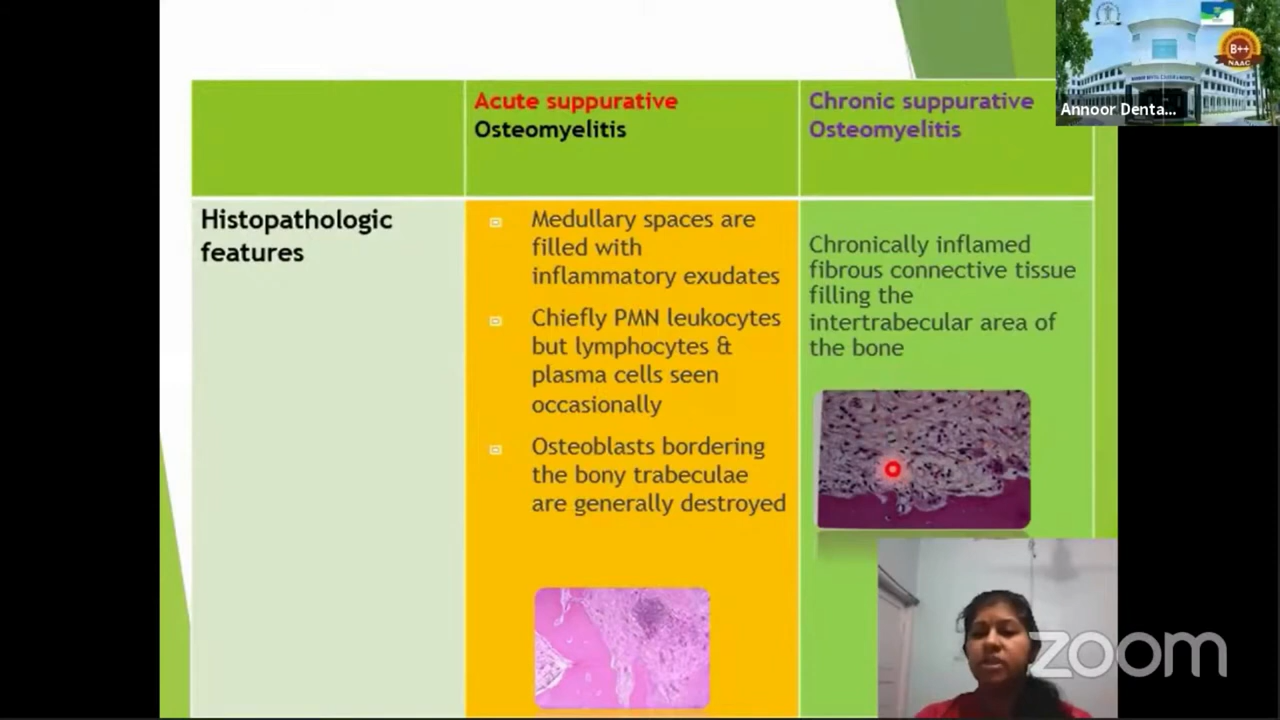 Acute suppurative
Osteomyelitis
Chronic suppurative
Osteomyelitis
Histopathologic
features
Medullary spaces are
filled with
inflammatory exudates
Chiefly PMN leukocytes
but lymphocytes &
plasma cells seen
occasionally
Osteoblasts bordering
the bony trabeculae
are generally destroyed
Chronically inflamed
fibrous connective tissue
filling the
intertrabecular area of
the bone
B++
NAAC
Annoor Denta...
zoom